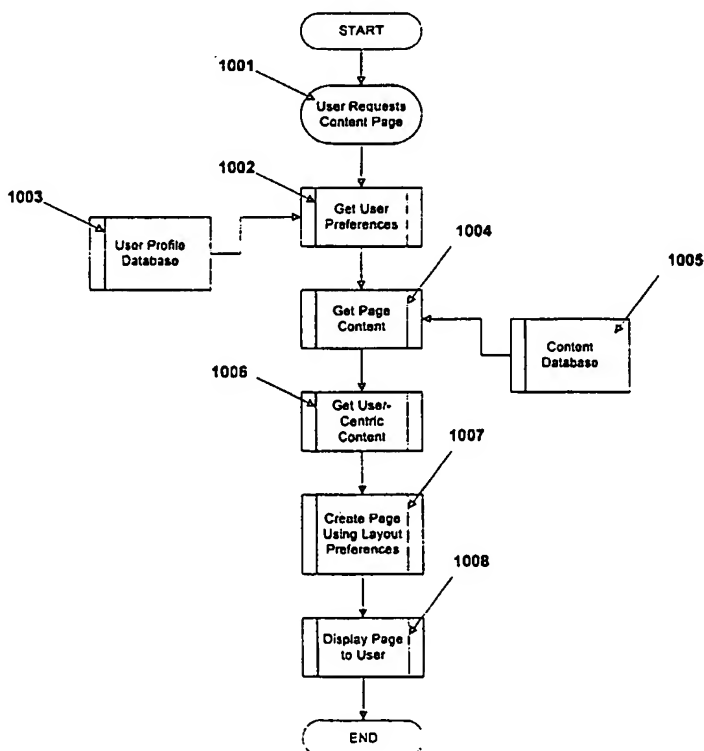 START
1001
User Requests
Content Page
1002
Get User
Preferences
1003
User Profile
Database
1004
Get Page
Content
1005
Content
Database
1006
Get User-
Centric
Content
1007
Create Page
Using Layout
Preferences
1008
Display Page
to User
END